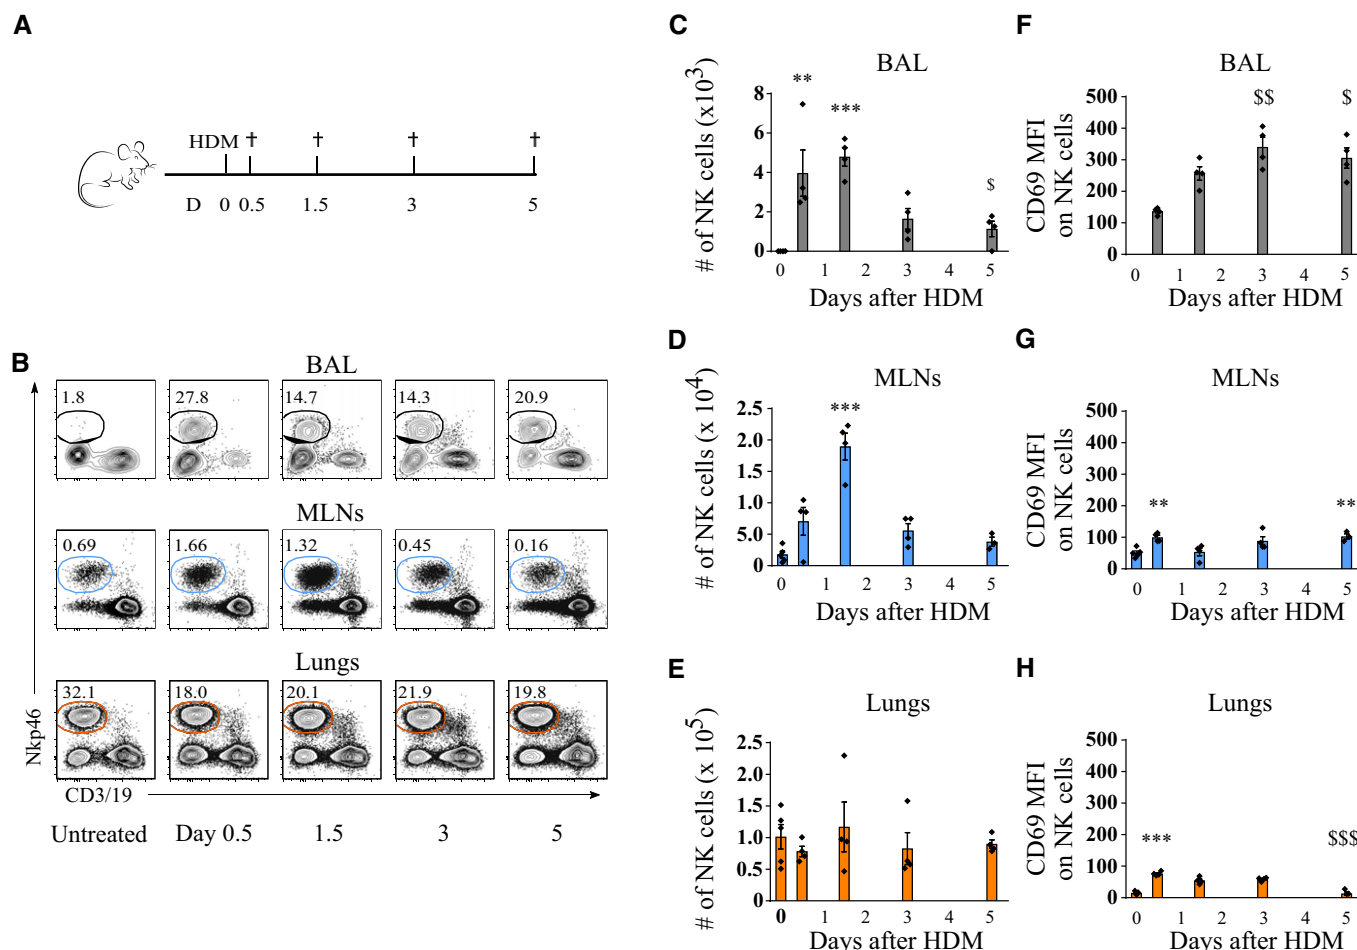 A
HDM † † † †
D 0 0.5 1.5 3 5
B
BAL
1.8 27.8 14.7 14.3 20.9
MLNs
0.69 1.66 1.32 0.45 0.16
Lungs
32.1 18.0 20.1 21.9 19.8
Nkp46
CD3/19
Untreated Day 0.5 1.5 3 5
C
BAL
# of NK cells (x10³)
8
6
4
2
0
** *** $
0 1 2 3 4 5
Days after HDM
D
MLNs
# of NK cells (x 10⁴)
2.5
2.0
1.5
1.0
.5
0
***
0 1 2 3 4 5
Days after HDM
E
Lungs
# of NK cells (x 10⁵)
2.5
2.0
1.5
1.0
.5
0
0 1 2 3 4 5
Days after HDM
F
BAL
CD69 MFI
on NK cells
500
400
300
200
100
0
$$ $
0 1 2 3 4 5
Days after HDM
G
MLNs
CD69 MFI
on NK cells
500
400
300
200
100
0
** **
0 1 2 3 4 5
Days after HDM
H
Lungs
CD69 MFI
on NK cells
500
400
300
200
100
0
*** $$$
0 1 2 3 4 5
Days after HDM